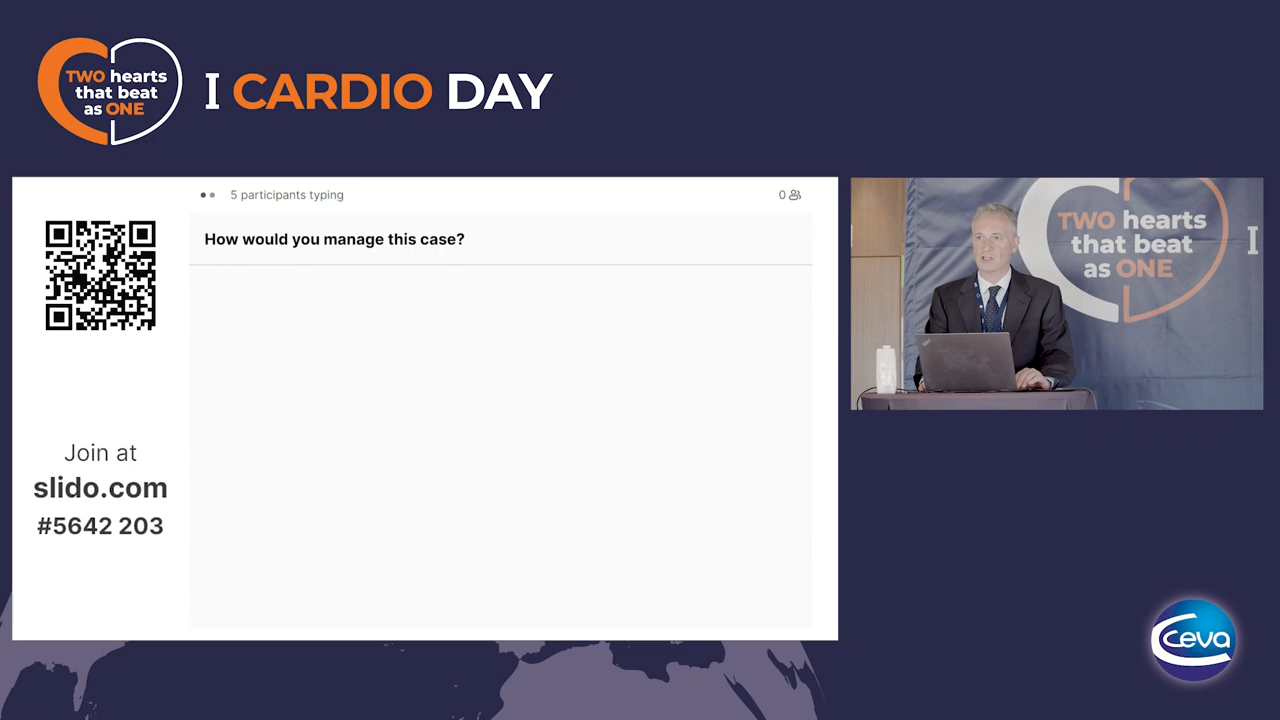 TWO hearts
that beat
as ONE
I CARDIO DAY
5 participants typing
0
How would you manage this case?
Join at
slido.com
#5642 203
TWO hearts
that beat
as ONE
I
Ceva